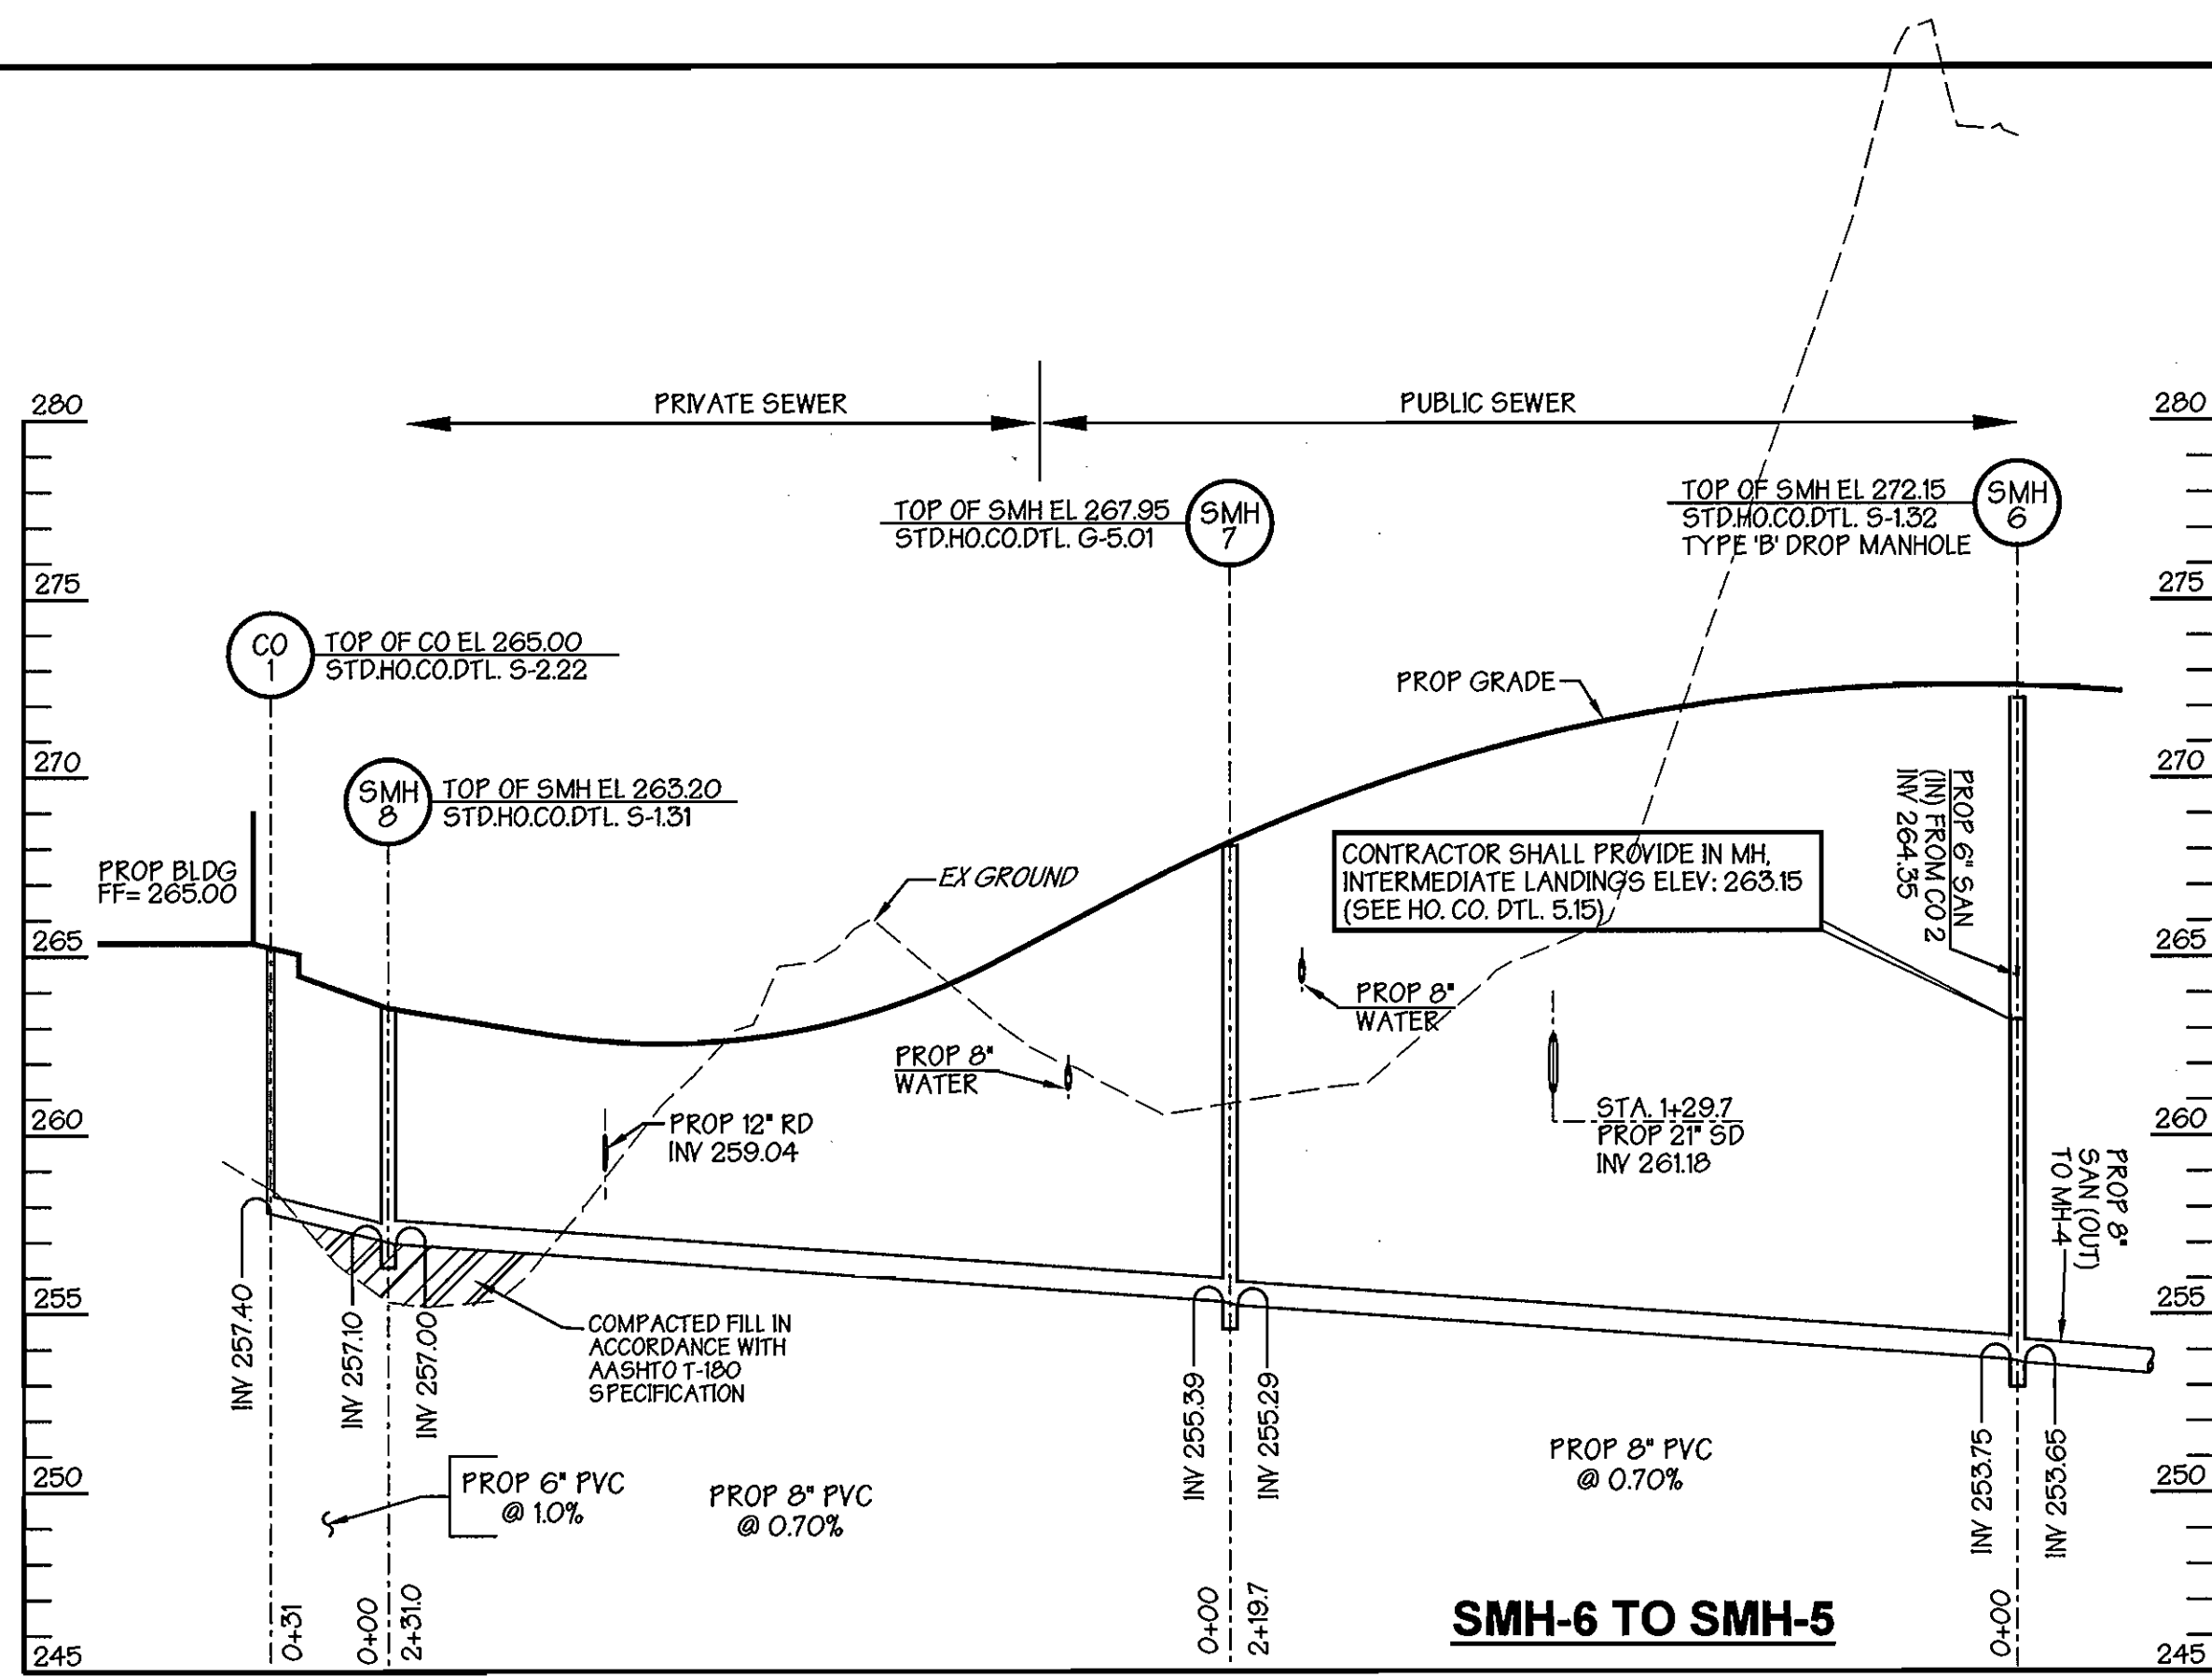 PRIVATE SEWER
PUBLIC SEWER
280
280
TOP OF SMH EL 267.95
STD.HO.CO.DTL. G-5.01
SMH
7
TOP OF SMH EL 272.15
STD.HO.CO.DTL. S-1.32
TYPE 'B' DROP MANHOLE
SMH
6
275
275
CO
1
TOP OF CO EL 265.00
STD.HO.CO.DTL. S-2.22
PROP GRADE
270
270
SMH
8
TOP OF SMH EL 263.20
STD.HO.CO.DTL. S-1.31
PROP 6" SAN
(IN) FROM CO 2
INV 264.35
PROP BLDG
FF= 265.00
EX GROUND
CONTRACTOR SHALL PROVIDE IN MH,
INTERMEDIATE LANDINGS ELEV: 263.15
(SEE HO. CO. DTL. 5.15)
265
265
PROP 8"
WATER
PROP 8"
WATER
260
260
PROP 12" RD
INV 259.04
STA. 1+29.7
PROP 21" SD
INV 261.18
PROP 8"
SAN (OUT)
TO MH-4
255
255
INV 257.40
INV 257.10
INV 257.00
COMPACTED FILL IN
ACCORDANCE WITH
AASHTO T-180
SPECIFICATION
INV 255.39
INV 255.29
INV 253.75
INV 253.65
250
250
PROP 6" PVC
@ 1.0%
PROP 8" PVC
@ 0.70%
PROP 8" PVC
@ 0.70%
0+31
0+00
2+31.0
0+00
2+19.7
0+00
SMH-6 TO SMH-5
245
245